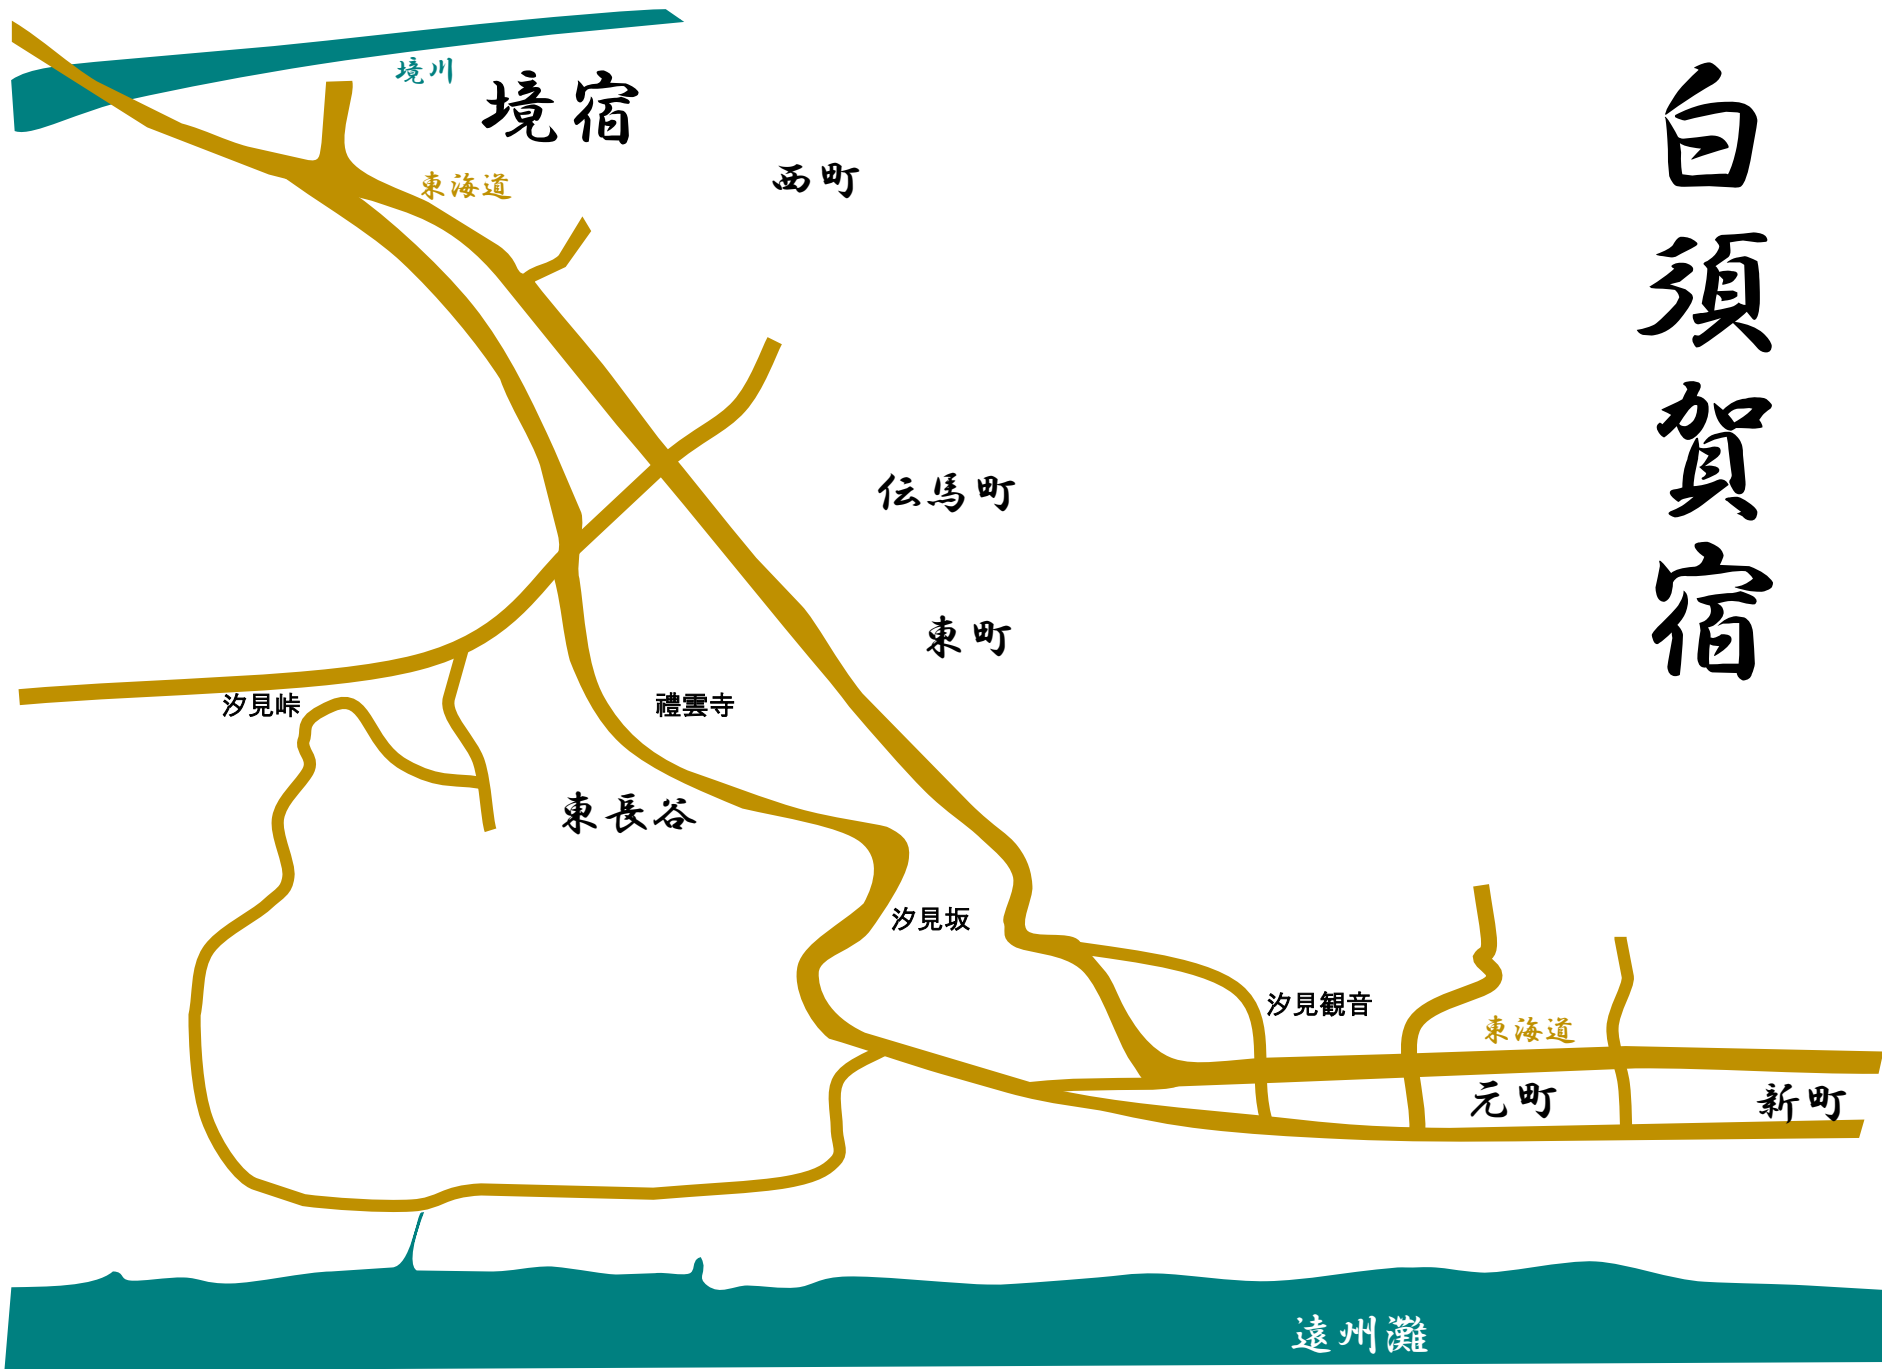 白須賀宿
境川
境宿
東海道
西町
伝馬町
東町
汐見峠
禮雲寺
東長谷
汐見坂
汐見観音
東海道
元町
新町
遠州灘